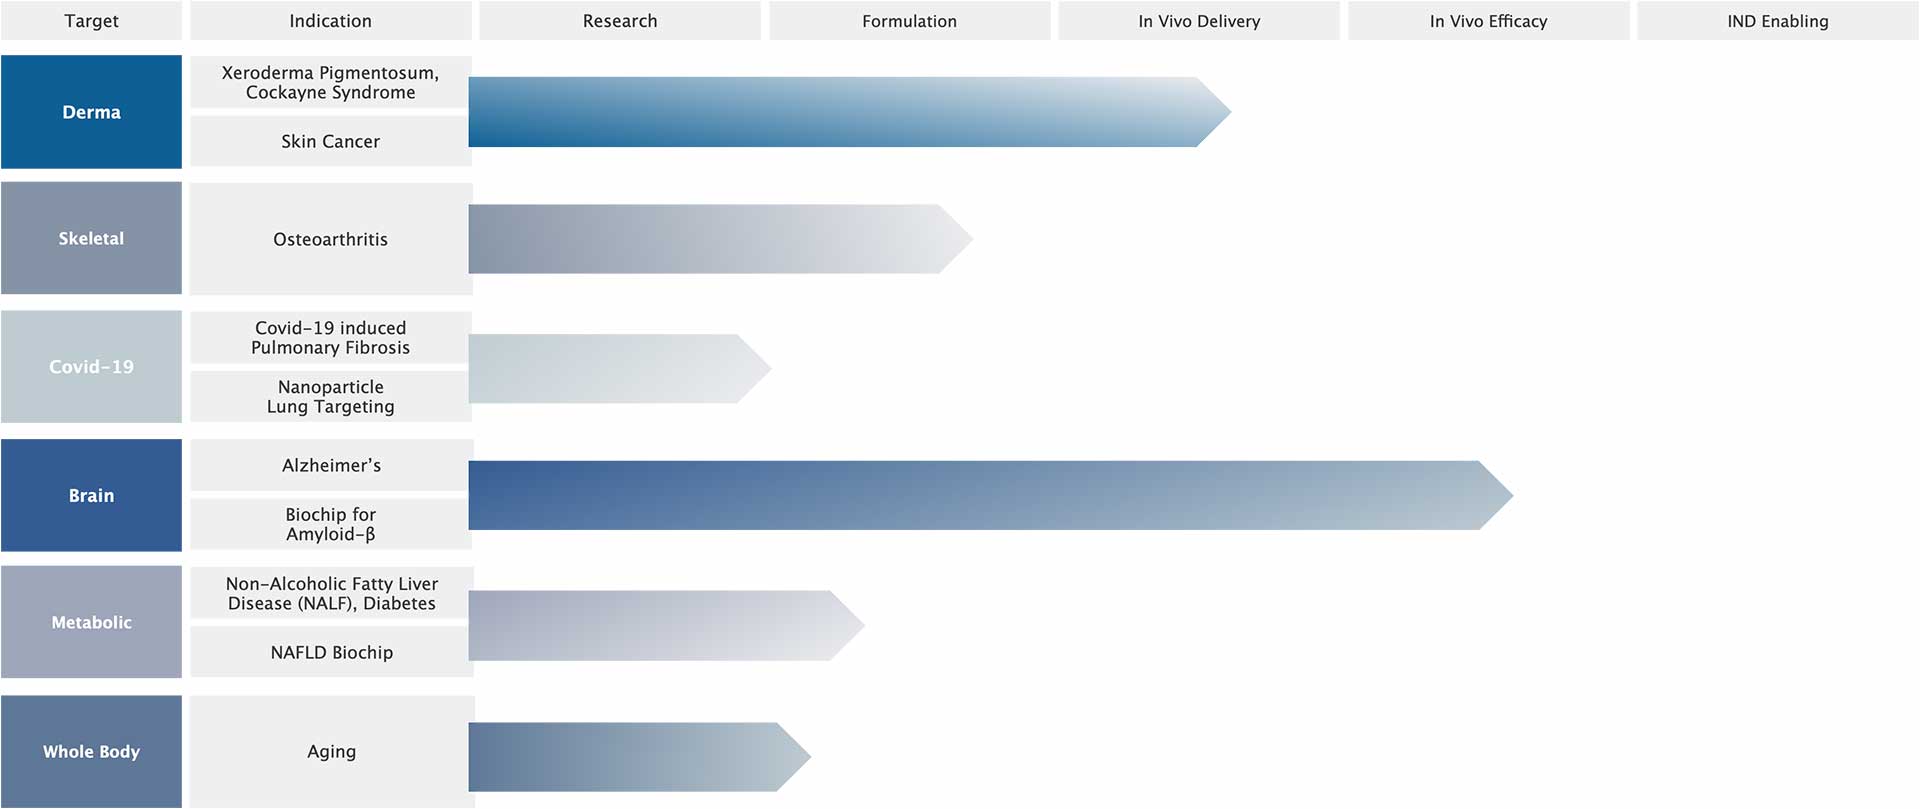 Target
Indication
Research
Formulation
In Vivo Delivery
In Vivo Efficacy
IND Enabling
Derma
Xeroderma Pigmentosum,
Cockayne Syndrome
Skin Cancer
Skeletal
Osteoarthritis
Covid-19
Covid-19 induced
Pulmonary Fibrosis
Nanoparticle
Lung Targeting
Brain
Alzheimer’s
Biochip for
Amyloid-β
Metabolic
Non-Alcoholic Fatty Liver
Disease (NALF), Diabetes
NAFLD Biochip
Whole Body
Aging